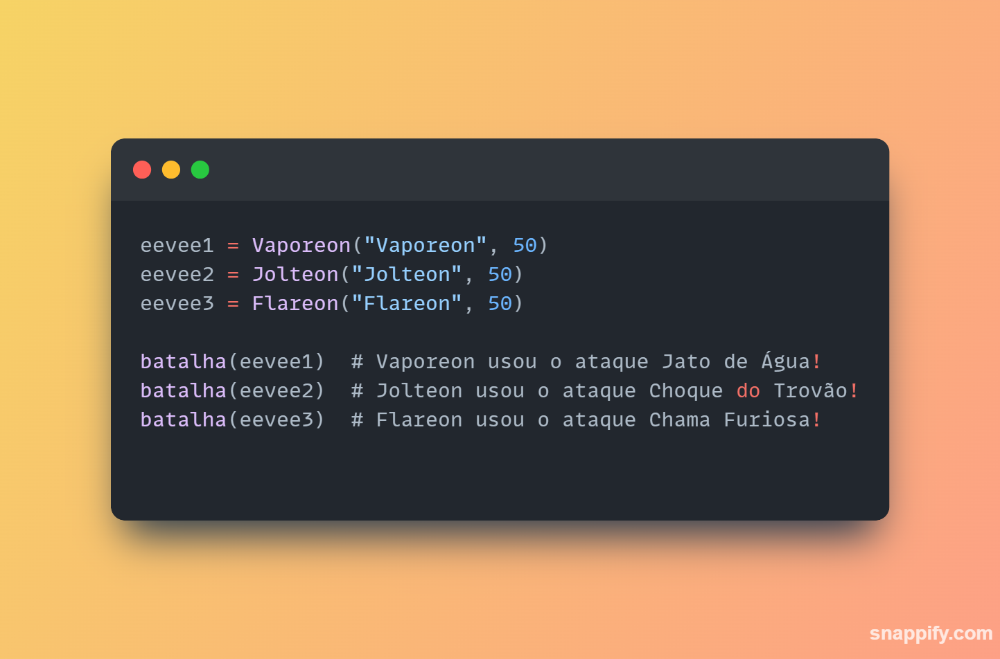 eevee1 = Vaporeon("Vaporeon", 50)
eevee2 = Jolteon("Jolteon", 50)
eevee3 = Flareon("Flareon", 50)
batalha(eevee1)  # Vaporeon usou o ataque Jato de Água!
batalha(eevee2)  # Jolteon usou o ataque Choque do Trovão!
batalha(eevee3)  # Flareon usou o ataque Chama Furiosa!
snappify.com